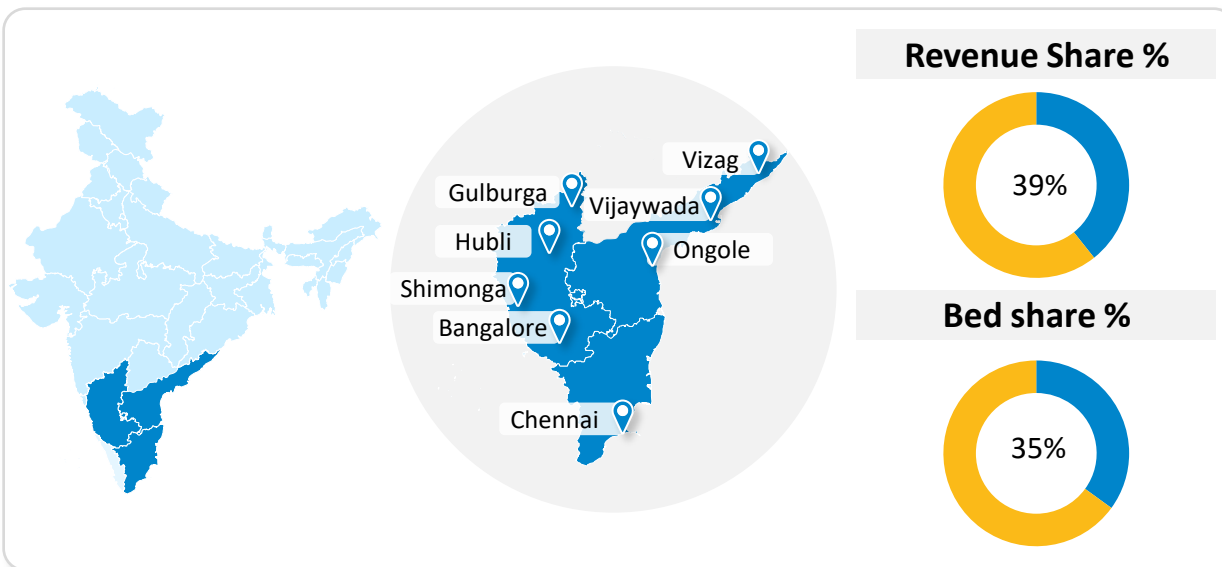 Revenue Share %
39%
Vizag
Gulburga
Vijaywada
Hubli
Ongole
Shimonga
Bangalore
Chennai
Bed share %
35%